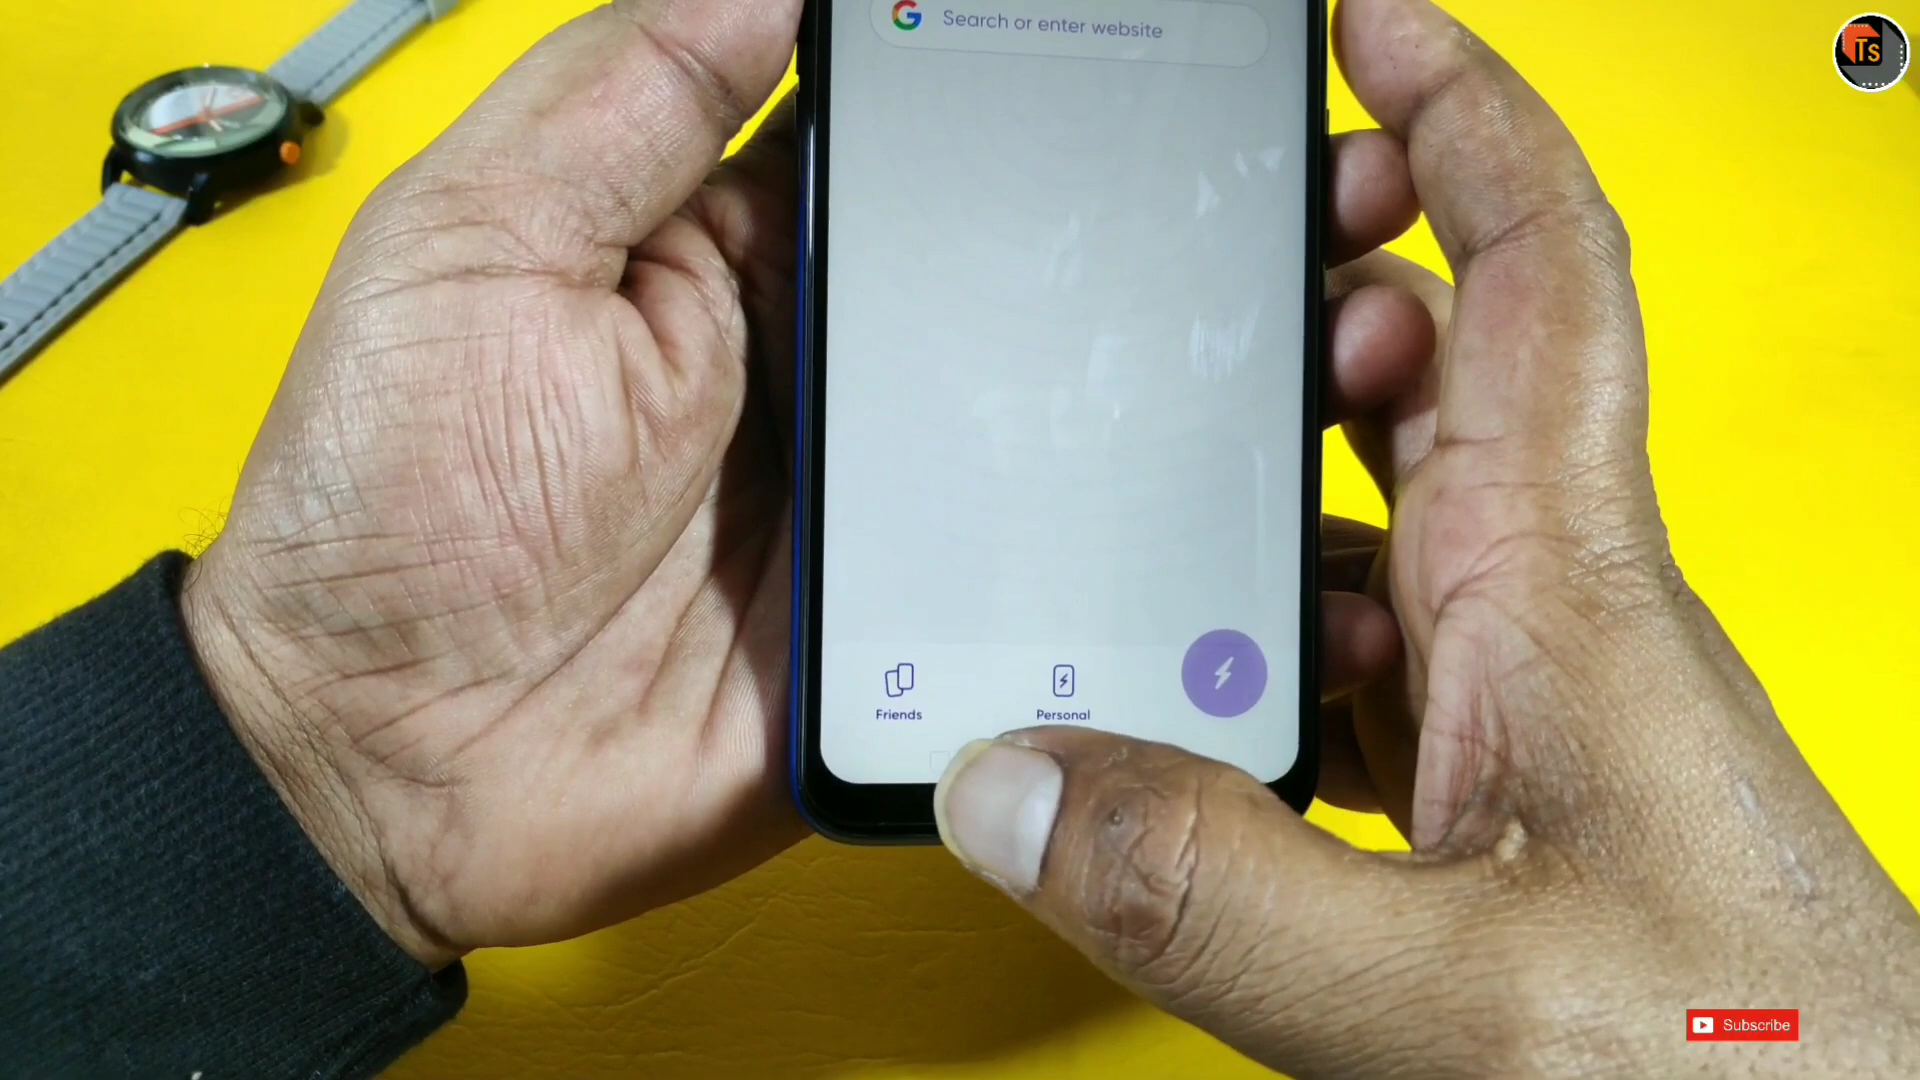 Search or enter website
Ts
Friends
Personal
Subscribe